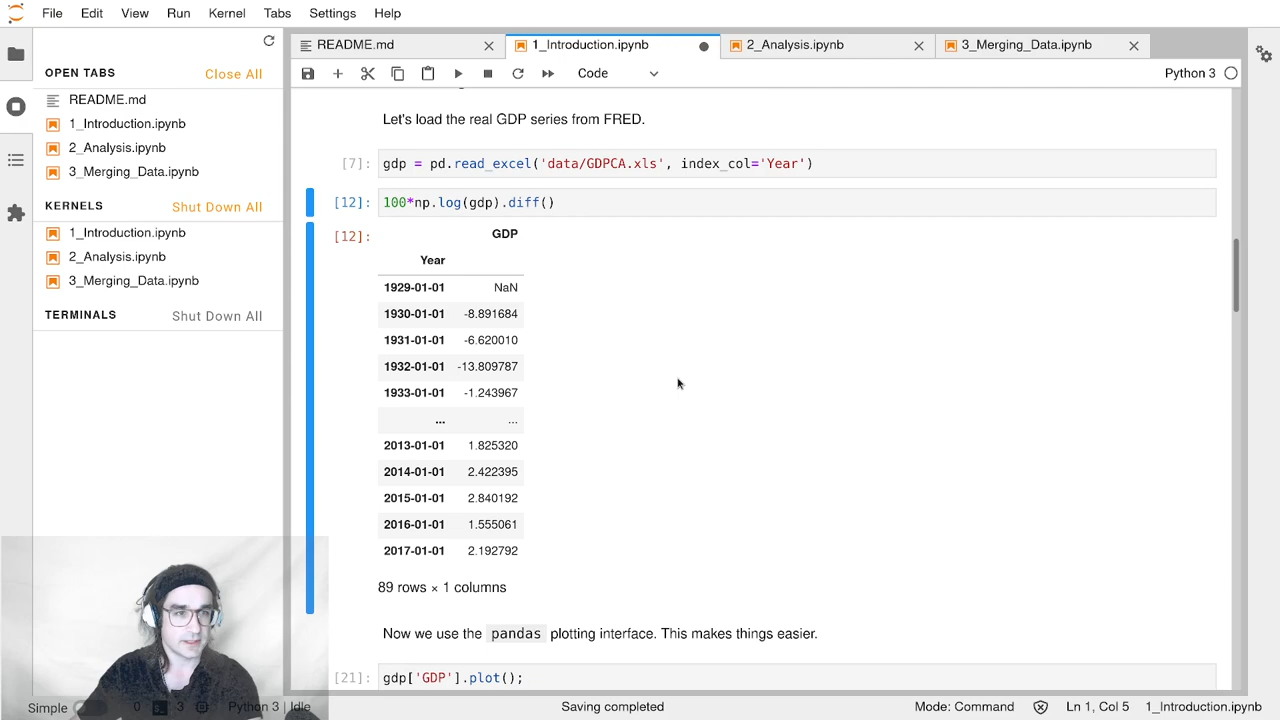 File Edit View Run Kernel Tabs Settings Help
README.md 1_Introduction.ipynb 2_Analysis.ipynb 3_Merging_Data.ipynb
OPEN TABS Close All
README.md
1_Introduction.ipynb
2_Analysis.ipynb
3_Merging_Data.ipynb
KERNELS Shut Down All
1_Introduction.ipynb
2_Analysis.ipynb
3_Merging_Data.ipynb
TERMINALS Shut Down All
Code Python 3
Let's load the real GDP series from FRED.
[7]: gdp = pd.read_excel('data/GDPCA.xls', index_col='Year')
[12]: 100*np.log(gdp).diff()
[12]: GDP
Year
1929-01-01 NaN
1930-01-01 -8.891684
1931-01-01 -6.620010
1932-01-01 -13.809787
1933-01-01 -1.243967
... ...
2013-01-01 1.825320
2014-01-01 2.422395
2015-01-01 2.840192
2016-01-01 1.555061
2017-01-01 2.192792
89 rows × 1 columns
Now we use the pandas plotting interface. This makes things easier.
[21]: gdp['GDP'].plot();
Simple 0 3 Python 3 | Idle Saving completed Mode: Command Ln 1, Col 5 1_Introduction.ipynb